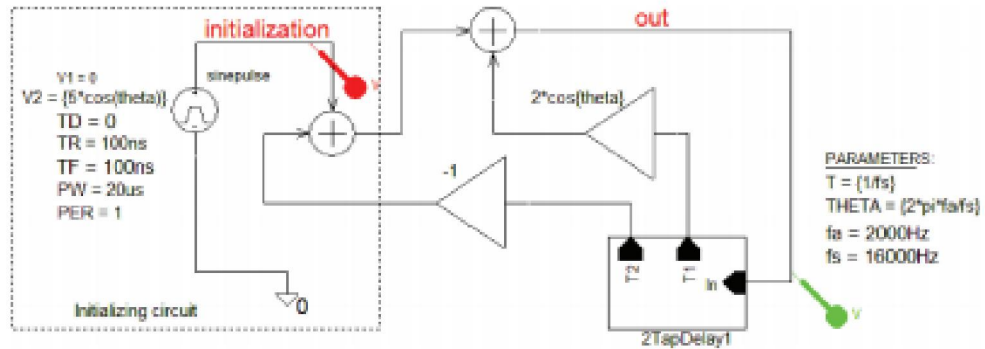 initialization
out
V1 = 0
sinepulse
V2 = {5*cos(theta)}
TD = 0
TR = 100ns
TF = 100ns
PW = 20us
PER = 1
2*cos{theta}
-1
PARAMETERS:
T = {1/fs}
THETA = {2*pi*fa/fs}
fa = 2000Hz
fs = 16000Hz
V
V
T2
T1
In
0
Initializing circuit
2TapDelay1